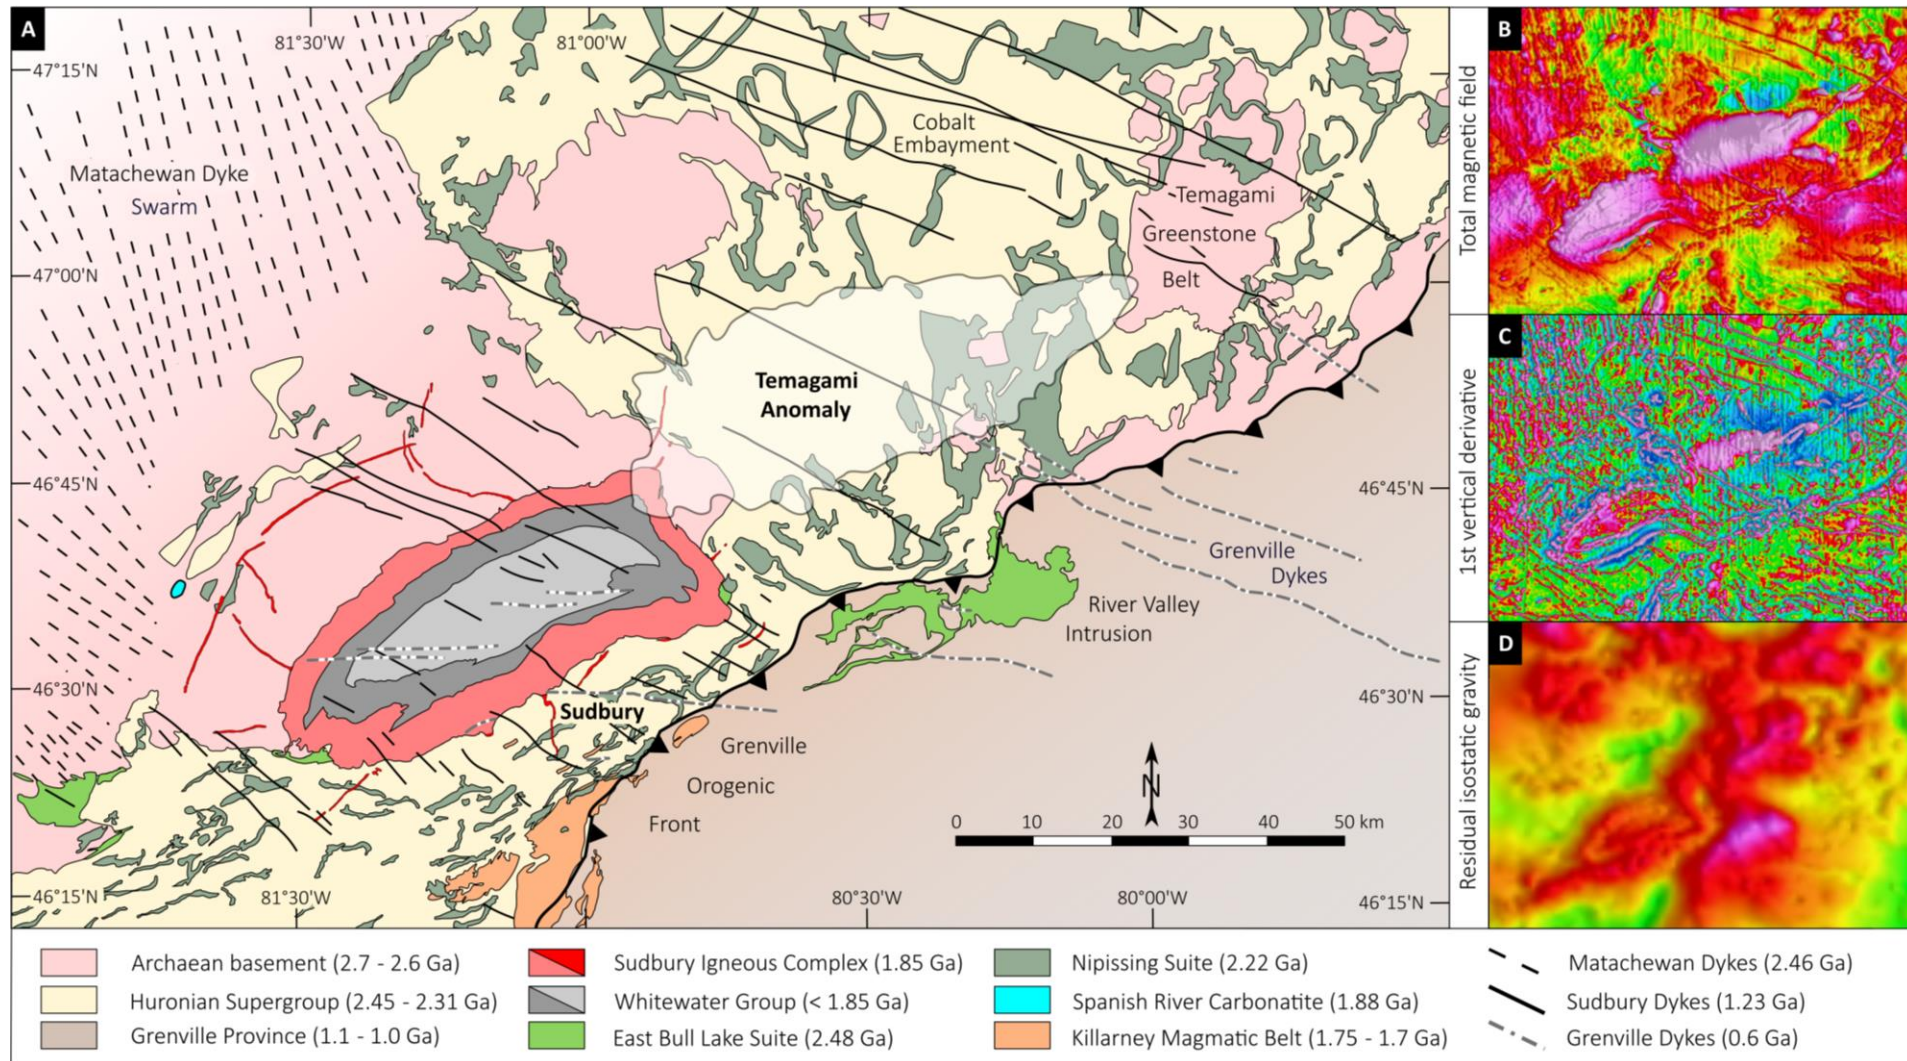 A
81°30'W
81°00'W
47°15'N
47°00'N
46°45'N
46°30'N
46°15'N
Matachewan Dyke
Swarm
Cobalt
Embayment
Temagami
Greenstone
Belt
Temagami
Anomaly
46°45'N
Grenville
Dykes
River Valley
Intrusion
46°30'N
Sudbury
Grenville
Orogenic
Front
N
0 10 20 30 40 50 km
81°30'W
80°30'W
80°00'W
46°15'N
Total magnetic field
B
1st vertical derivative
C
Residual isostatic gravity
D
Archaean basement (2.7 - 2.6 Ga)
Huronian Supergroup (2.45 - 2.31 Ga)
Grenville Province (1.1 - 1.0 Ga)
Sudbury Igneous Complex (1.85 Ga)
Whitewater Group (< 1.85 Ga)
East Bull Lake Suite (2.48 Ga)
Nipissing Suite (2.22 Ga)
Spanish River Carbonatite (1.88 Ga)
Killarney Magmatic Belt (1.75 - 1.7 Ga)
Matachewan Dykes (2.46 Ga)
Sudbury Dykes (1.23 Ga)
Grenville Dykes (0.6 Ga)